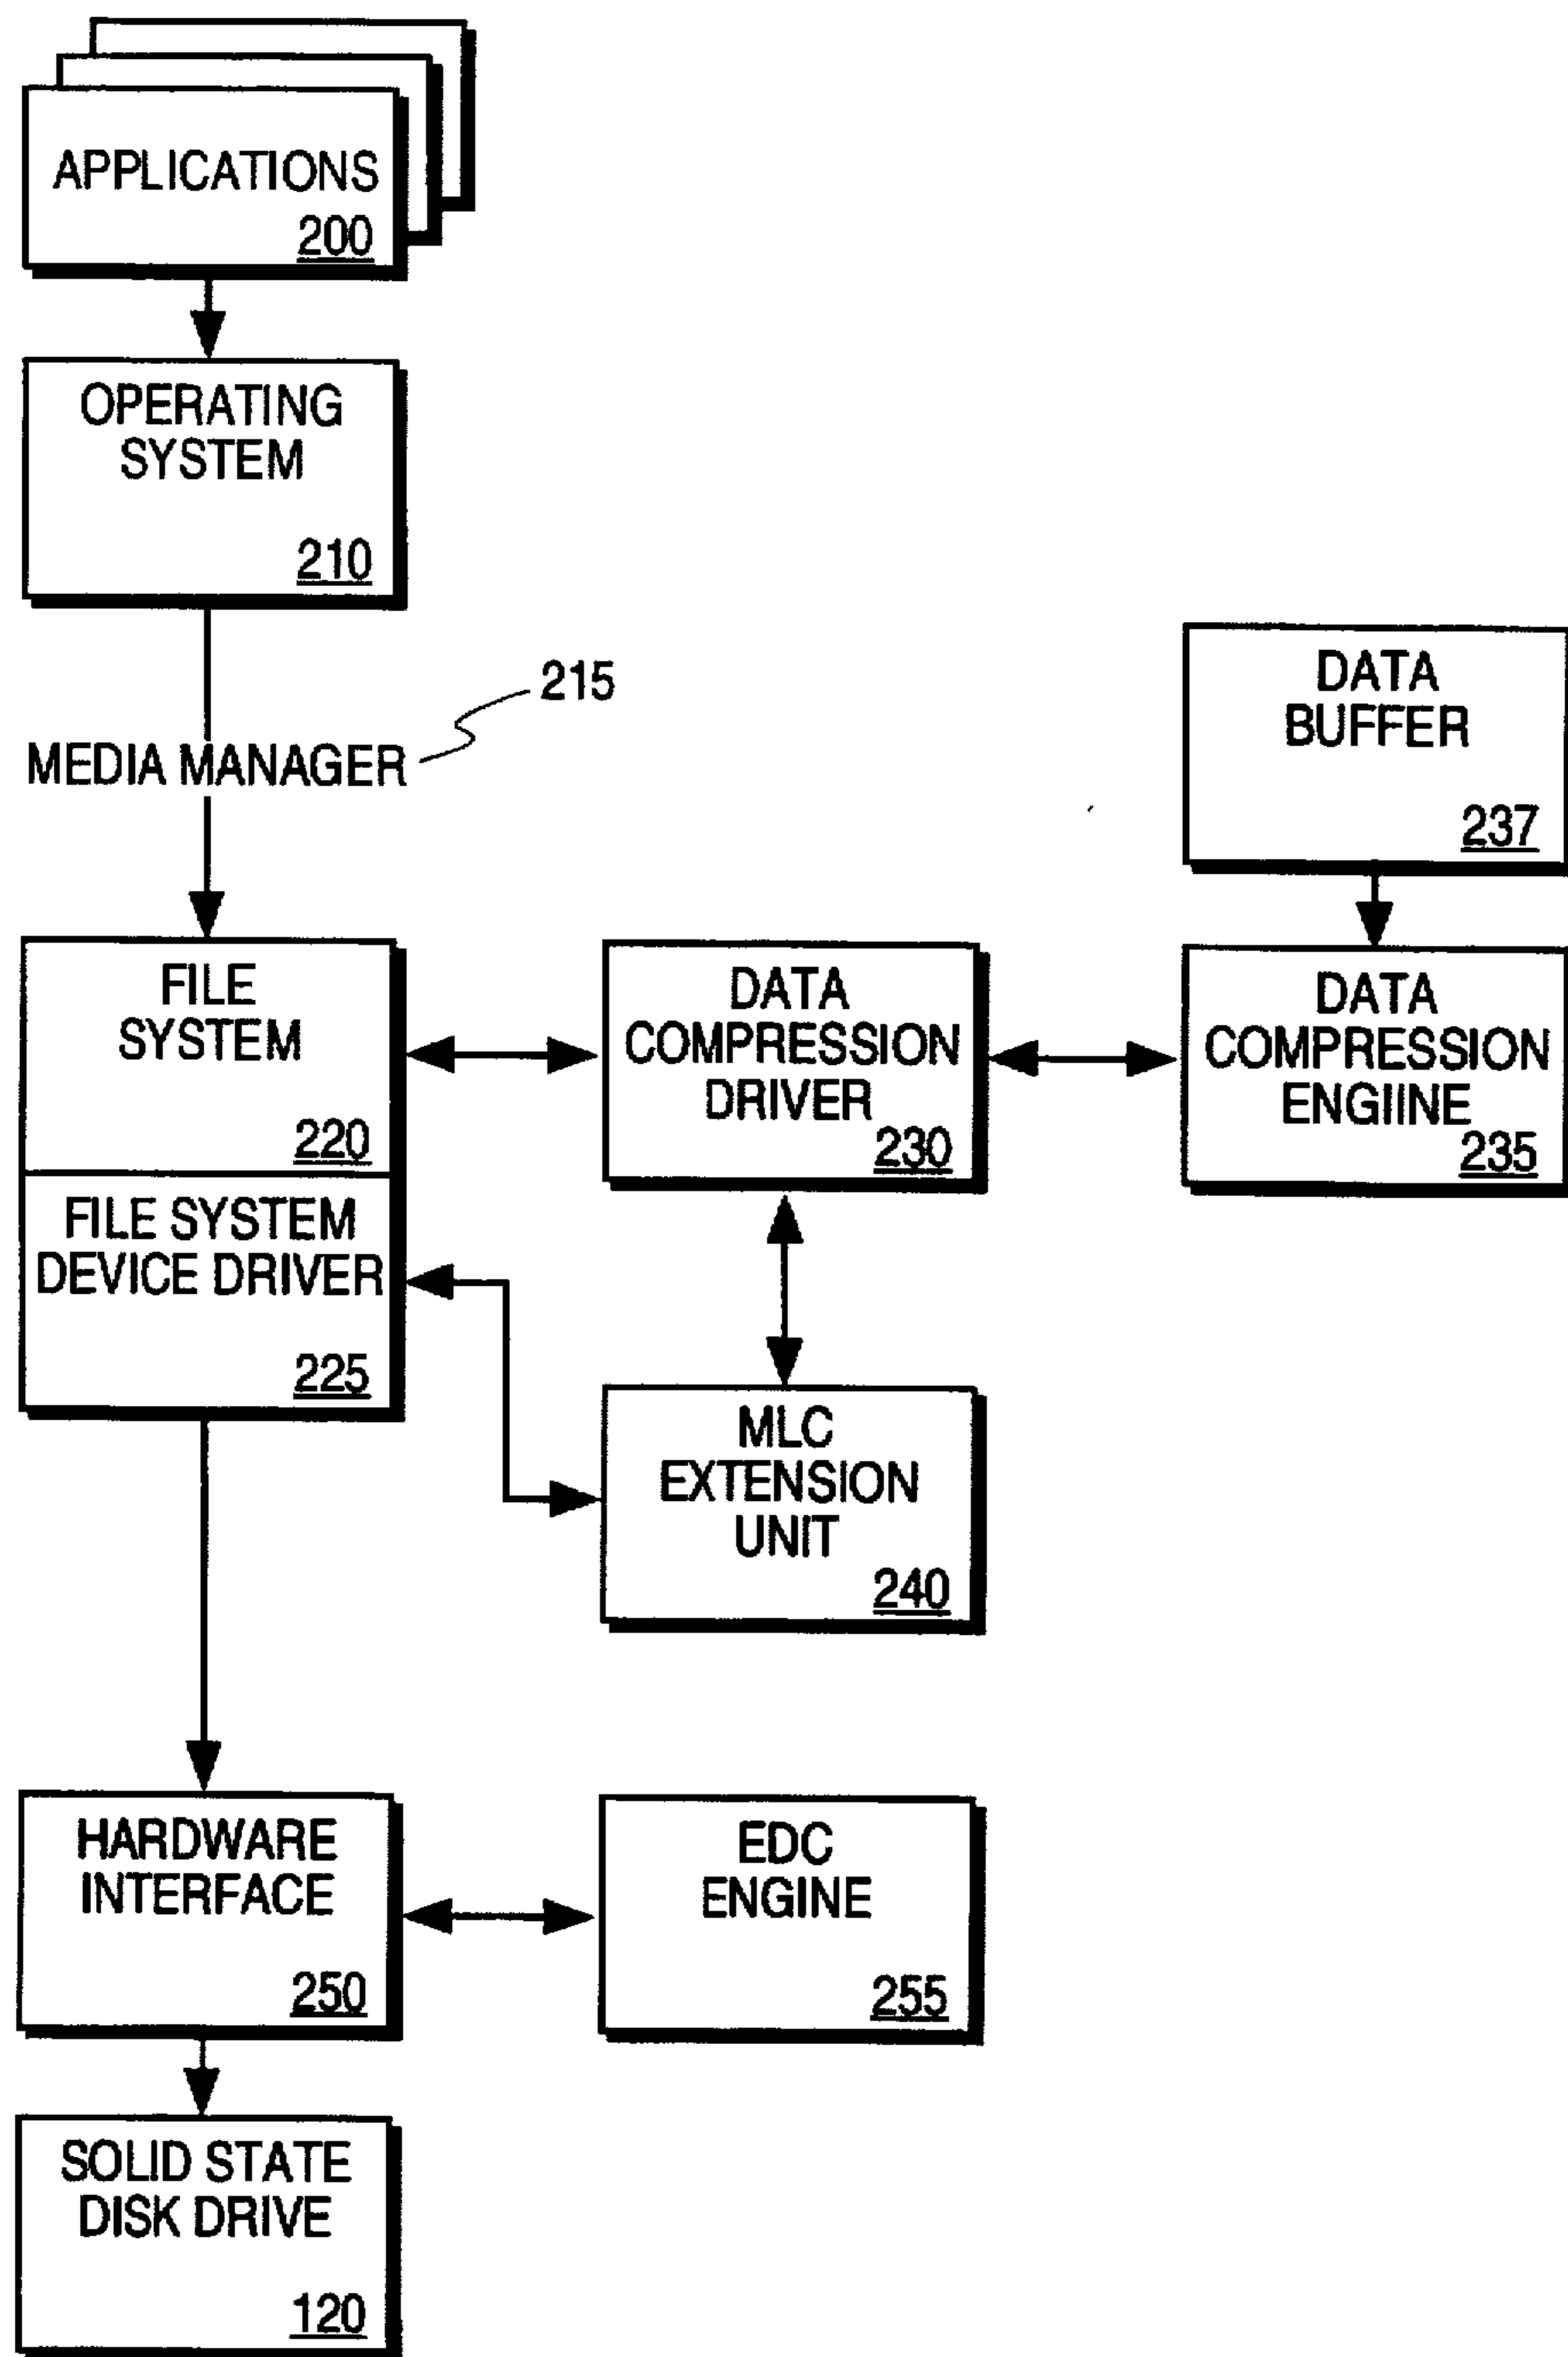 APPLICATIONS
200
OPERATING
SYSTEM
210
215
MEDIA MANAGER
DATA
BUFFER
237
FILE
SYSTEM
220
DATA
COMPRESSION
DRIVER
230
DATA
COMPRESSION
ENGIINE
235
FILE SYSTEM
DEVICE DRIVER
225
MLC
EXTENSION
UNIT
240
HARDWARE
INTERFACE
250
EDC
ENGINE
255
SOLID STATE
DISK DRIVE
120